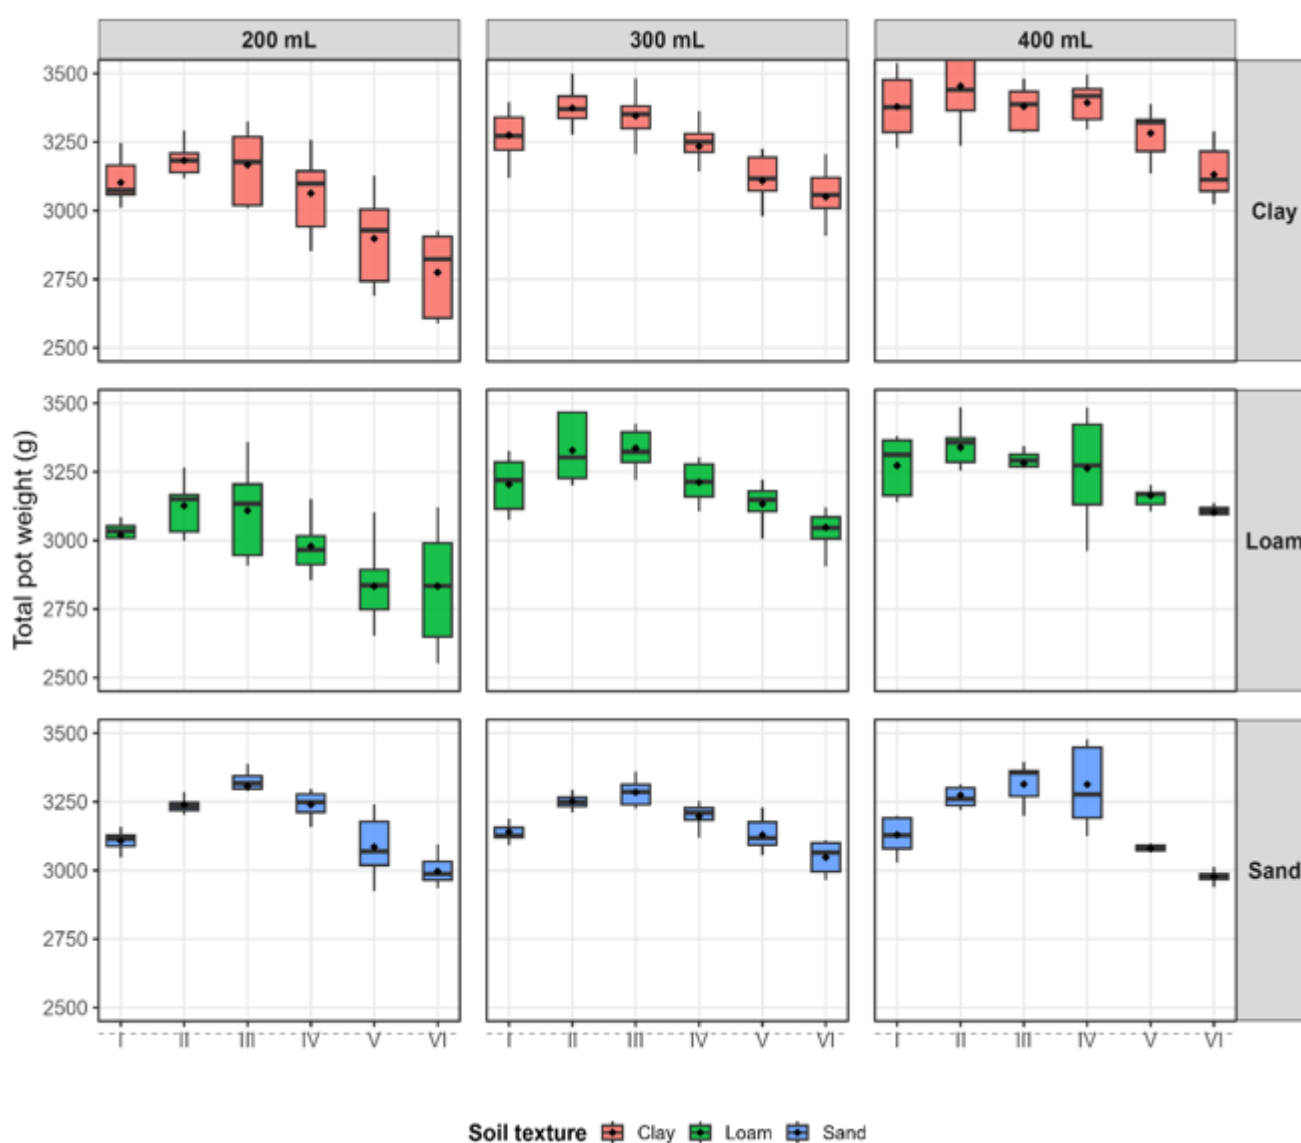 200 mL 300 mL 400 mL
3500
3250
3000
2750
2500
Clay
3500
3250
3000
2750
2500
Loam
3500
3250
3000
2750
2500
Sand
Total pot weight (g)
I II III IV V VI I II III IV V VI I II III IV V VI
Soil texture Clay Loam Sand